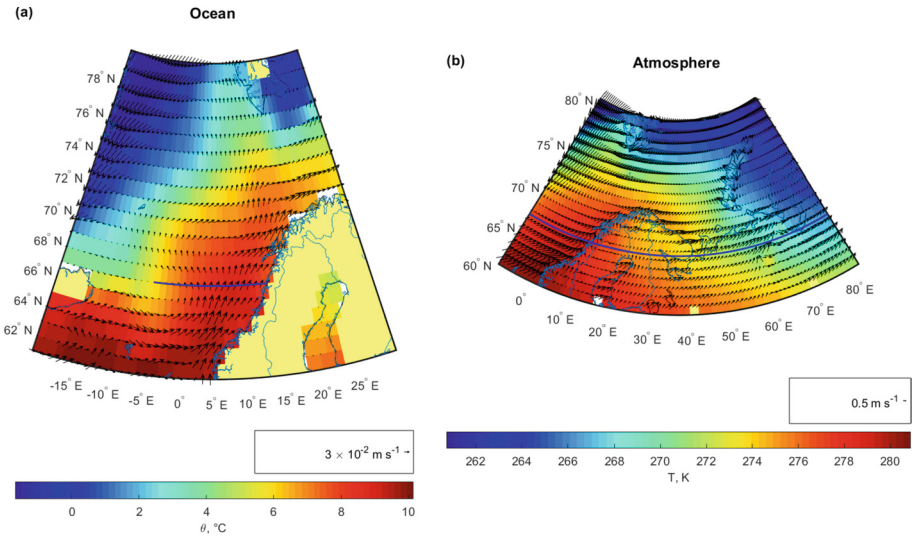 (a)
Ocean
78° N
76° N
74° N
72° N
70° N
68° N
66° N
64° N
62° N
-15° E
-10° E
0° E
5° E
10° E
15° E
20° E
25° E
3 × 10⁻² m s⁻¹
0
2
4
6
8
10
θ, °C
(b)
Atmosphere
80° N
75° N
70° N
65° N
60° N
0°
10° E
20° E
30° E
40° E
50° E
60° E
70° E
80° E
0.5 m s⁻¹
262
264
266
268
270
272
274
276
278
280
T, K